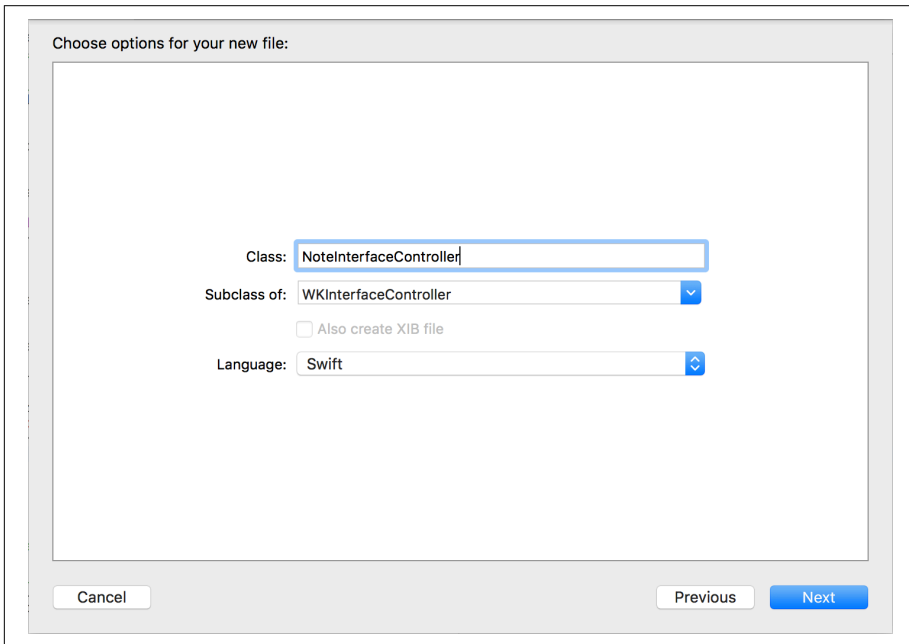 Choose options for your new file:
Class: NoteInterfaceController
Subclass of: WKInterfaceController
Also create XIB file
Language: Swift
Cancel Previous Next